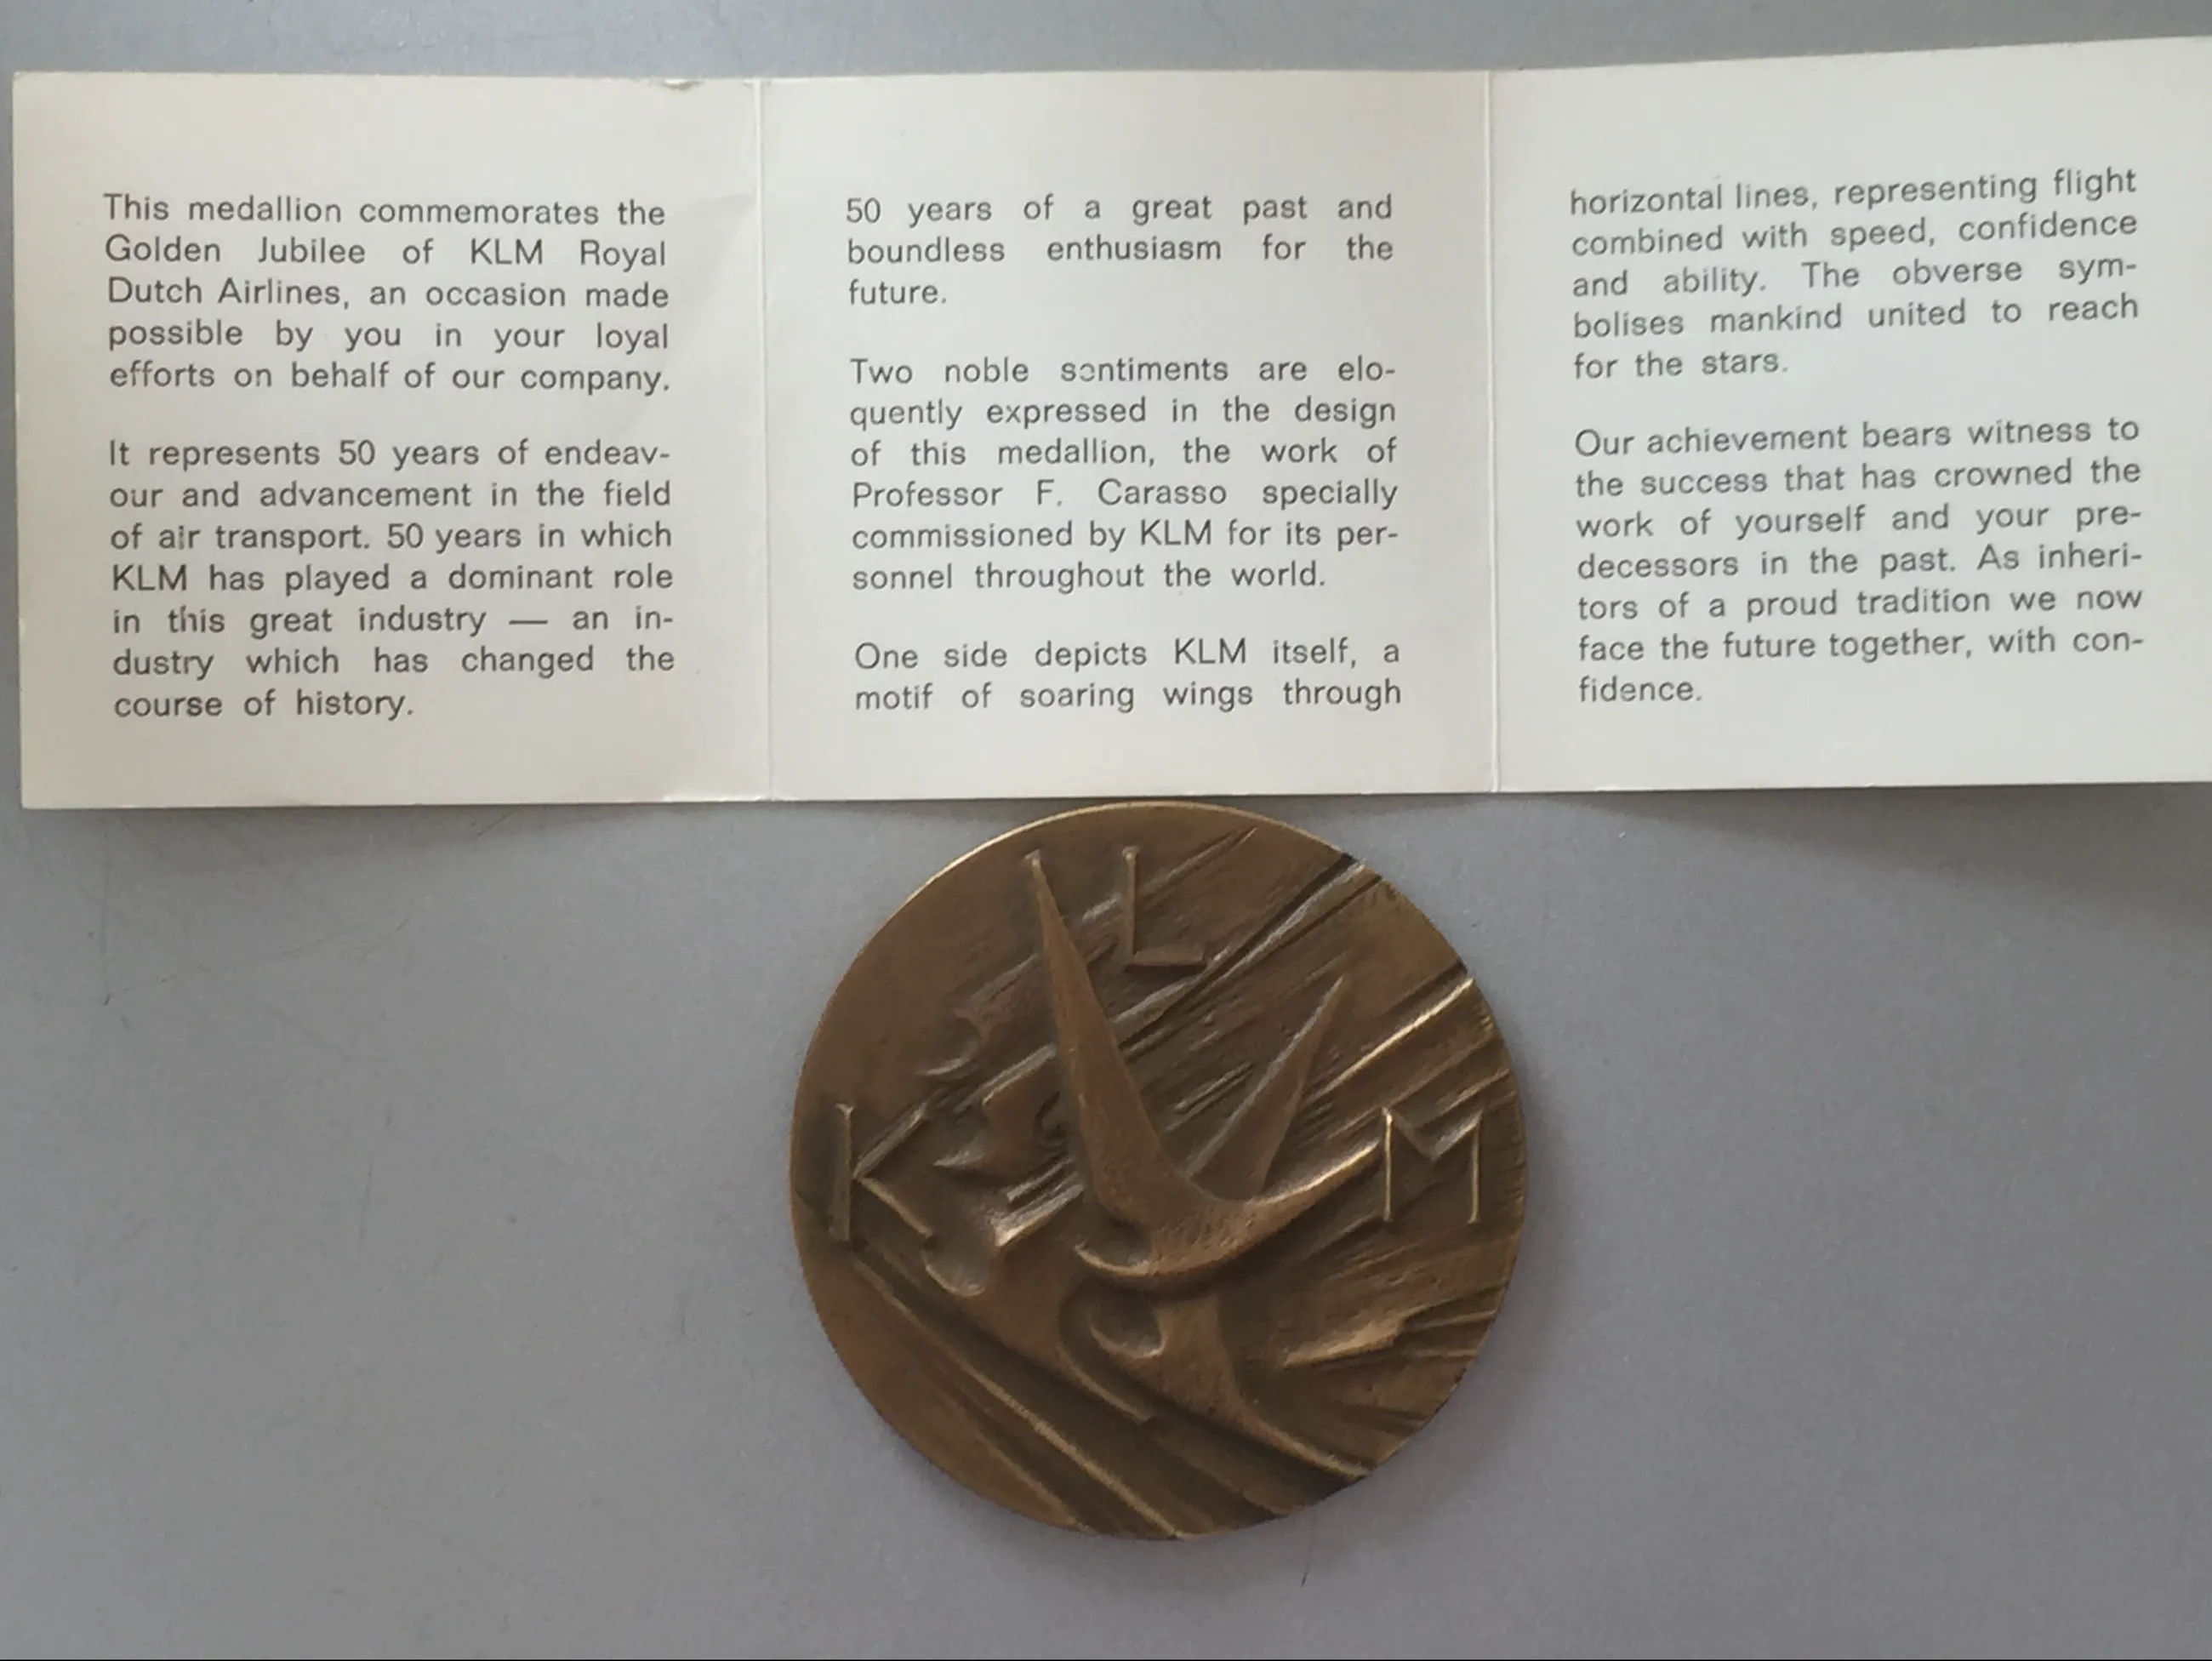 This medallion commemorates the
Golden Jubilee of KLM Royal
Dutch Airlines, an occasion made
possible by you in your loyal
efforts on behalf of our company.
It represents 50 years of endeav-
our and advancement in the field
of air transport. 50 years in which
KLM has played a dominant role
in this great industry — an in-
dustry which has changed the
course of history.
50 years of a great past and
boundless enthusiasm for the
future.
Two noble sentiments are elo-
quently expressed in the design
of this medallion, the work of
Professor F. Carasso specially
commissioned by KLM for its per-
sonnel throughout the world.
One side depicts KLM itself, a
motif of soaring wings through
horizontal lines, representing flight
combined with speed, confidence
and ability. The obverse sym-
bolises mankind united to reach
for the stars.
Our achievement bears witness to
the success that has crowned the
work of yourself and your pre-
decessors in the past. As inheri-
tors of a proud tradition we now
face the future together, with con-
fidence.
K L M